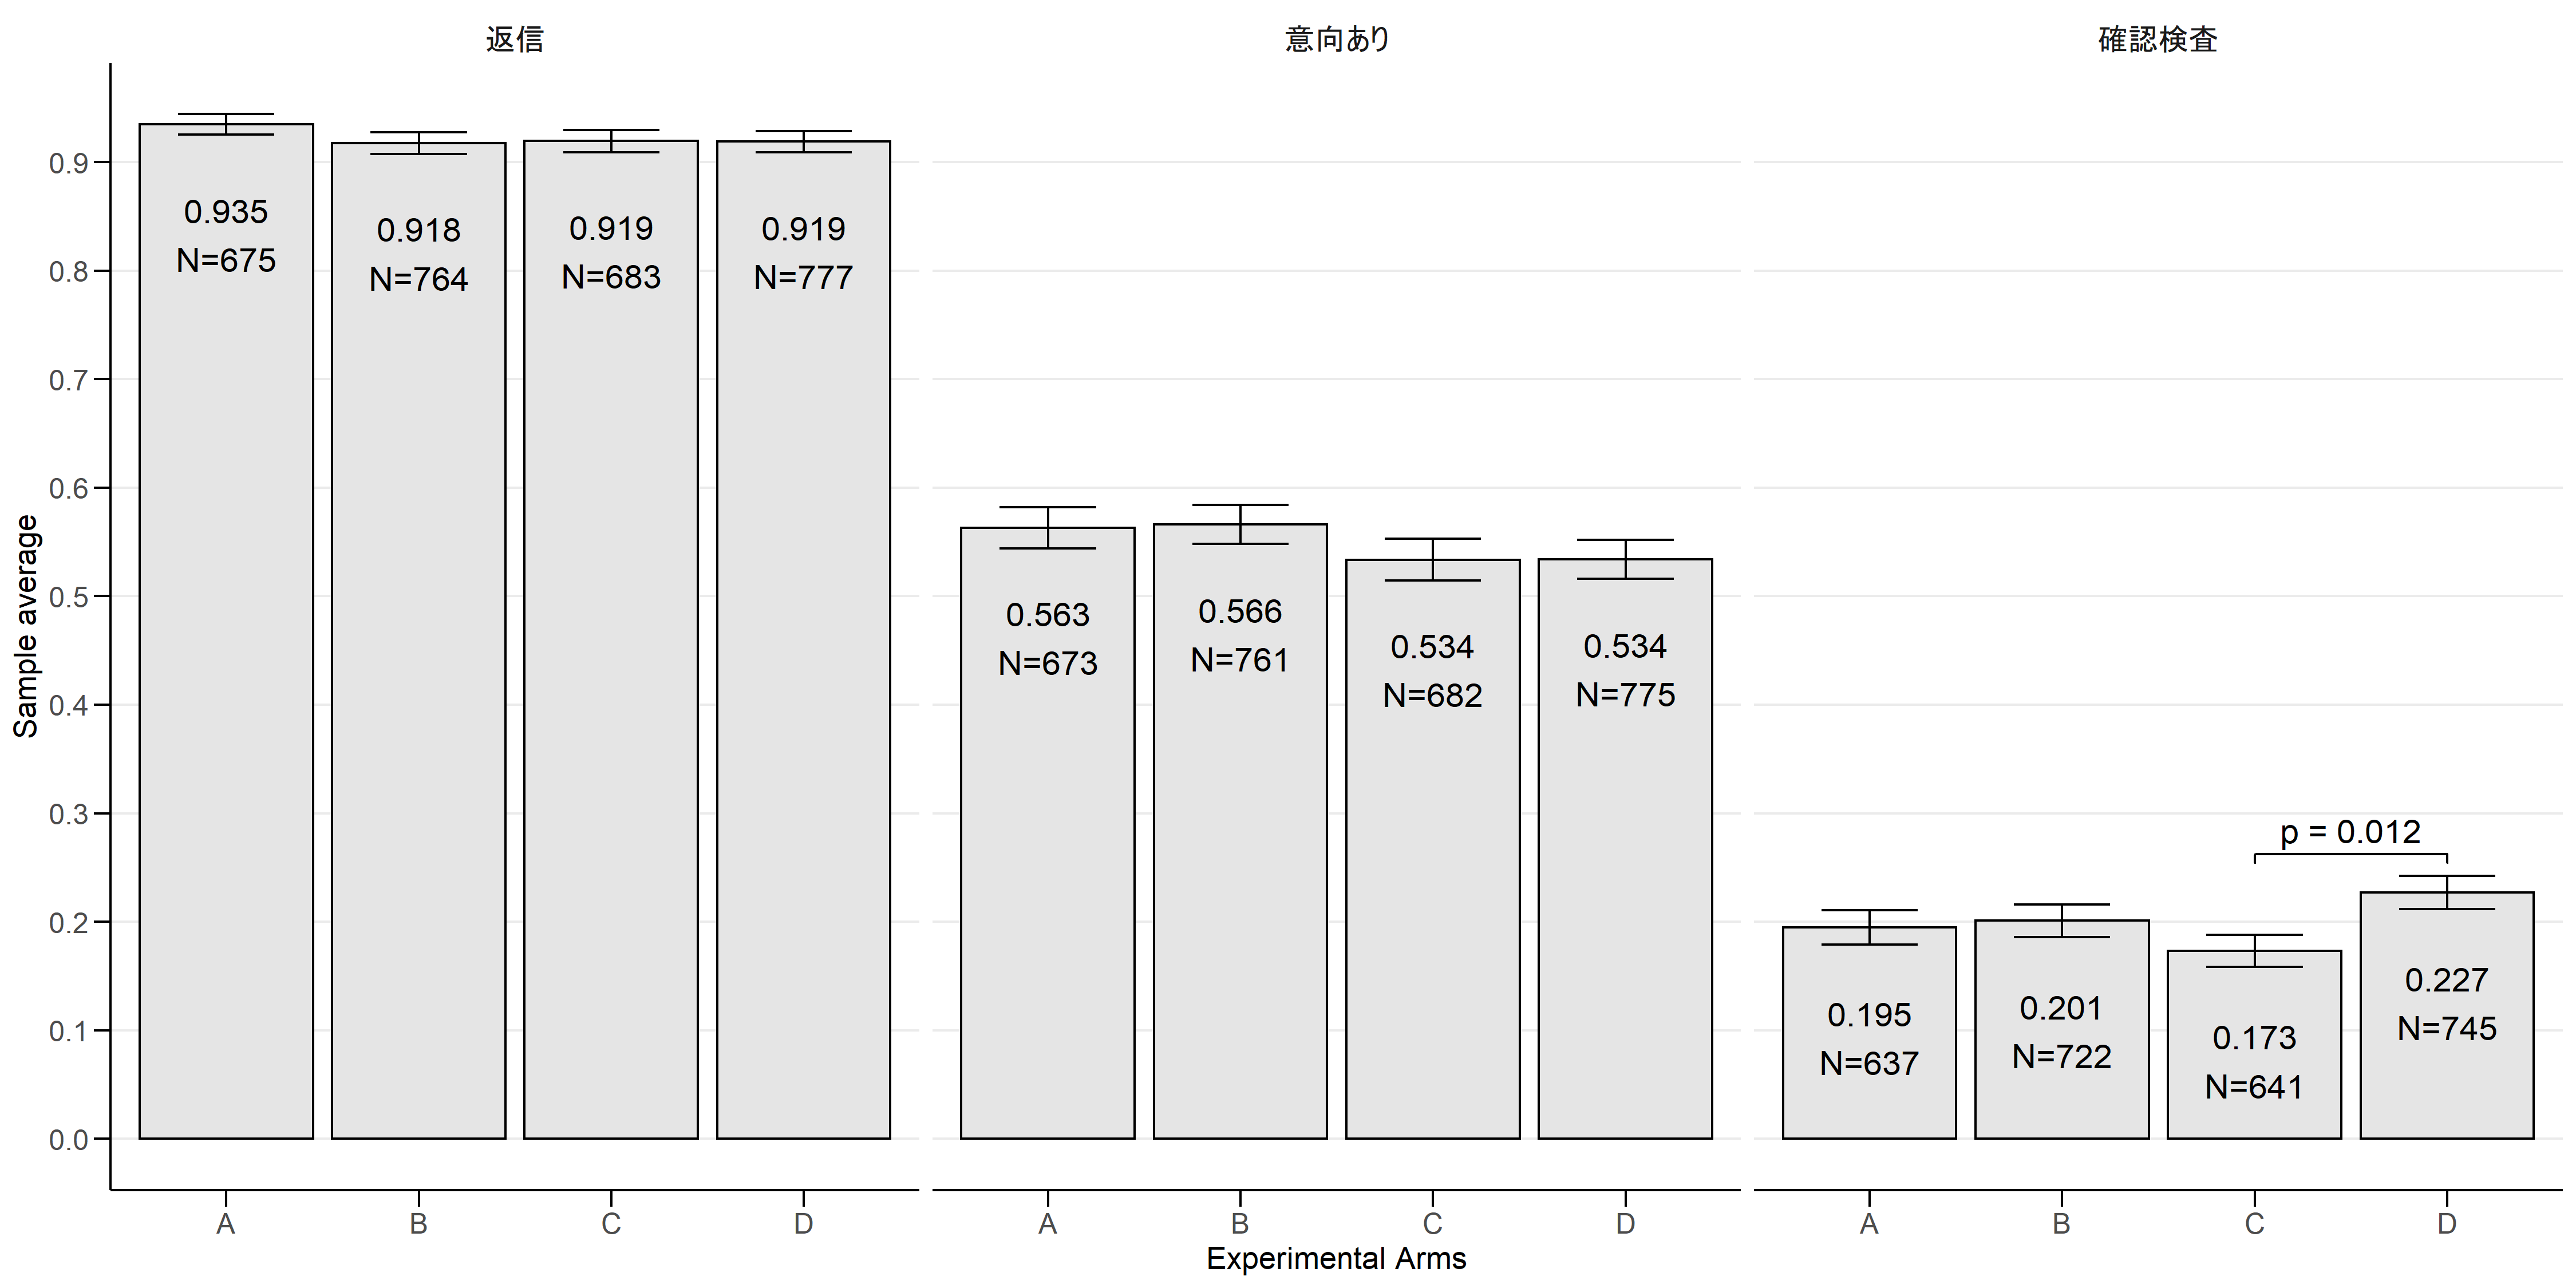 返信
意向あり
確認検査
Sample average
0.9
0.8
0.7
0.6
0.5
0.4
0.3
0.2
0.1
0.0
0.935
N=675
0.918
N=764
0.919
N=683
0.919
N=777
0.563
N=673
0.566
N=761
0.534
N=682
0.534
N=775
p = 0.012
0.195
N=637
0.201
N=722
0.173
N=641
0.227
N=745
A
B
C
D
A
B
C
D
A
B
C
D
Experimental Arms